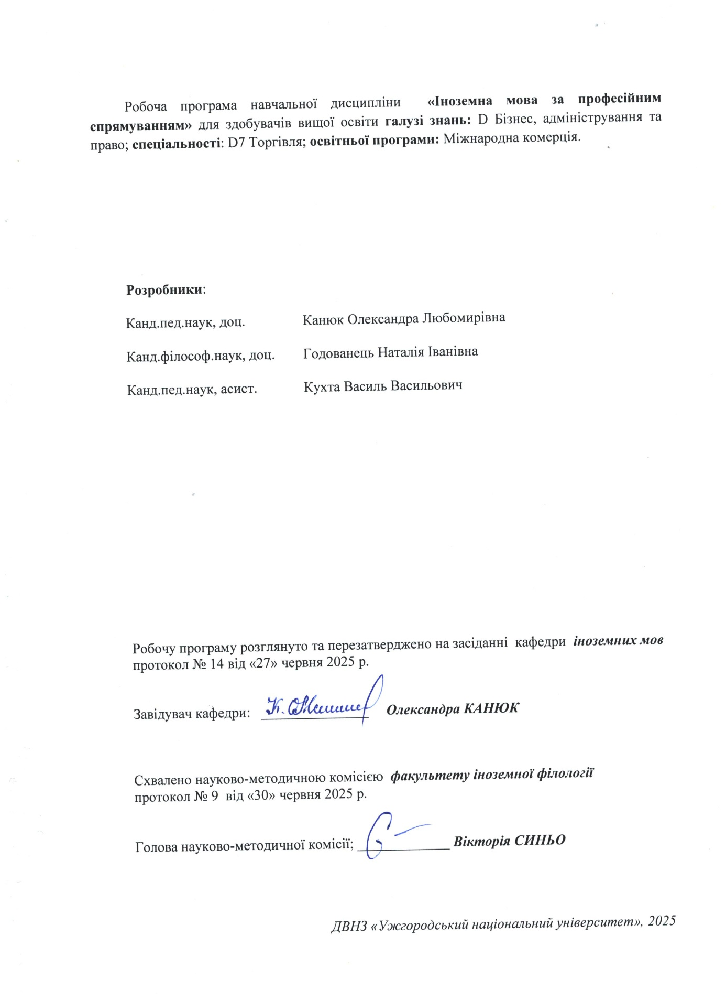 Робоча програма навчальної дисципліни «Іноземна мова за професійним
спрямуванням» для здобувачів вищої освіти галузі знань: D Бізнес, адміністрування та
право; спеціальності: D7 Торгівля; освітньої програми: Міжнародна комерція.
Розробники:
Канд.пед.наук, доц. Канюк Олександра Любомирівна
Канд.філософ.наук, доц. Годованець Наталія Іванівна
Канд.пед.наук, асист. Кухта Василь Васильович
Робочу програму розглянуто та перезатверджено на засіданні кафедри іноземних мов
протокол № 14 від «27» червня 2025 р.
Завідувач кафедри: Олександра КАНЮК
Схвалено науково-методичною комісією факультету іноземної філології
протокол № 9 від «30» червня 2025 р.
Голова науково-методичної комісії; Вікторія СИНЬО
ДВНЗ «Ужгородський національний університет», 2025